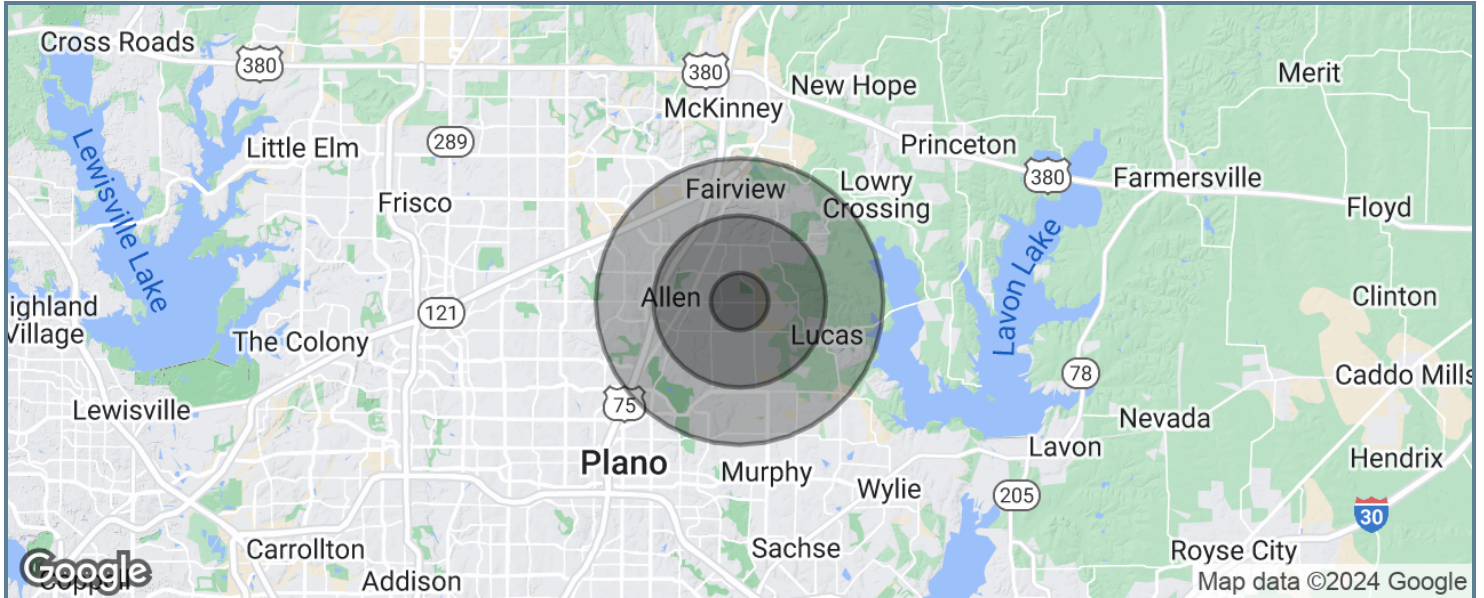 Cross Roads
380
380
Merit
New Hope
McKinney
289
Little Elm
Princeton
380
Farmersville
Lewisville Lake
Frisco
Fairview
Lowry
Crossing
Floyd
Lavon Lake
Allen
Clinton
ighland
Village
121
The Colony
Lucas
78
Caddo Mills
Lewisville
75
Nevada
Plano
Murphy
Lavon
Hendrix
Wylie
205
30
Carrollton
Sachse
Royse City
Google
Coppell
Addison
Map data ©2024 Google